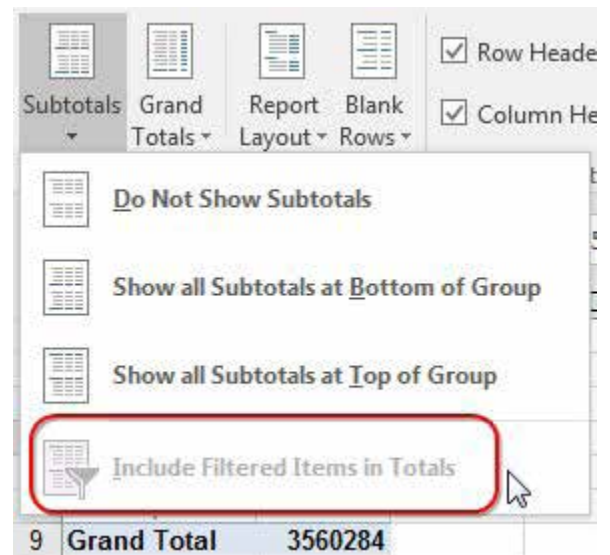 Subtotals Grand Totals Report Layout Blank Rows
Row Heade
Column He
Do Not Show Subtotals
Show all Subtotals at Bottom of Group
Show all Subtotals at Top of Group
Include Filtered Items in Totals
9 Grand Total 3560284